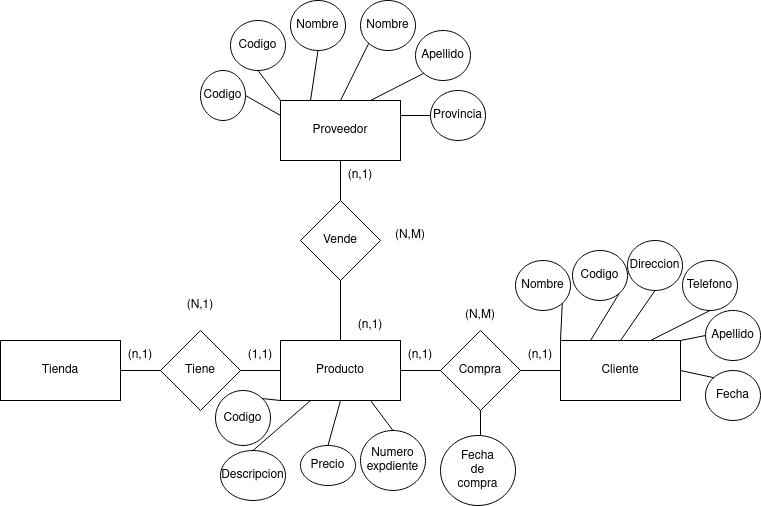 Nombre
Nombre
Codigo
Apellido
Codigo
Provincia
Proveedor
(n,1)
Vende
(N,M)
Direccion
Nombre
Codigo
Telefono
(N,1)
(N,M)
(n,1)
Apellido
(n,1)
(1,1)
(n,1)
(n,1)
Tienda
Tiene
Producto
Compra
Cliente
Fecha
Codigo
Descripcion
Precio
Numero
expdiente
Fecha
de
compra